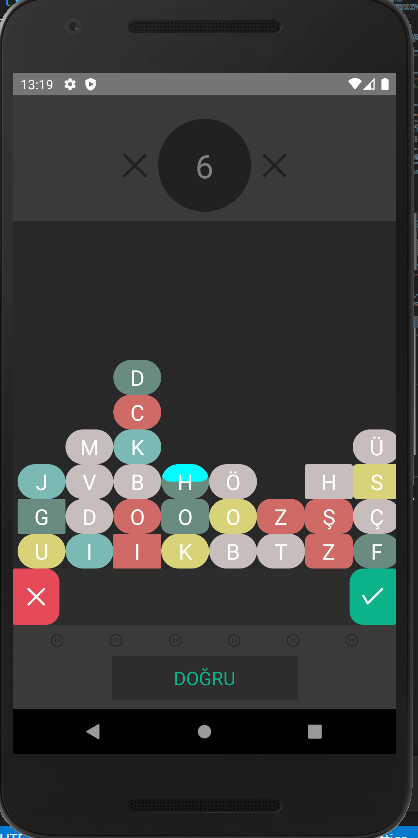 13:19
6
D
C
M K Ü
J V B H Ö H S
G D O O O Z Ş Ç
U I I K B T Z F
DOĞRU